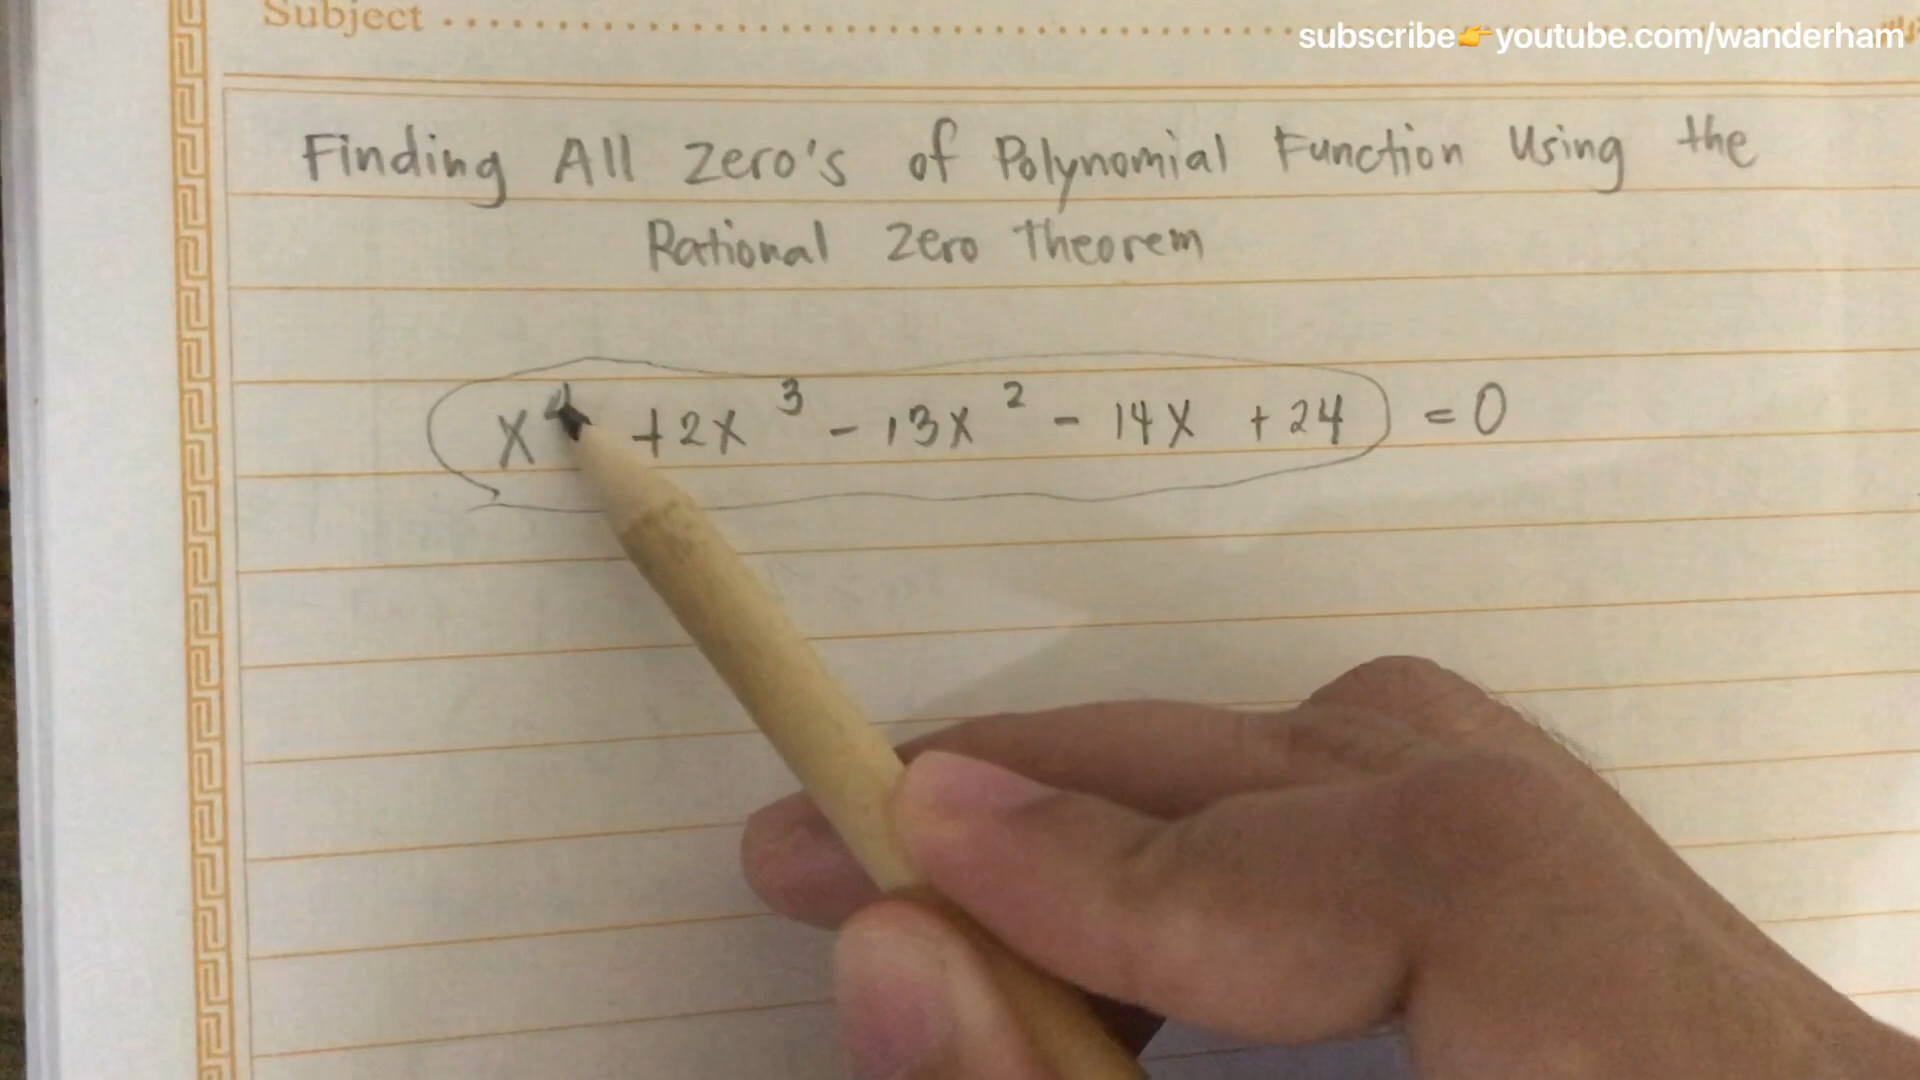 Subject
subscribe👉youtube.com/wanderham
Finding All Zero's of Polynomial Function Using the
Rational Zero Theorem
x⁴ + 2x³ - 13x² - 14x + 24 = 0